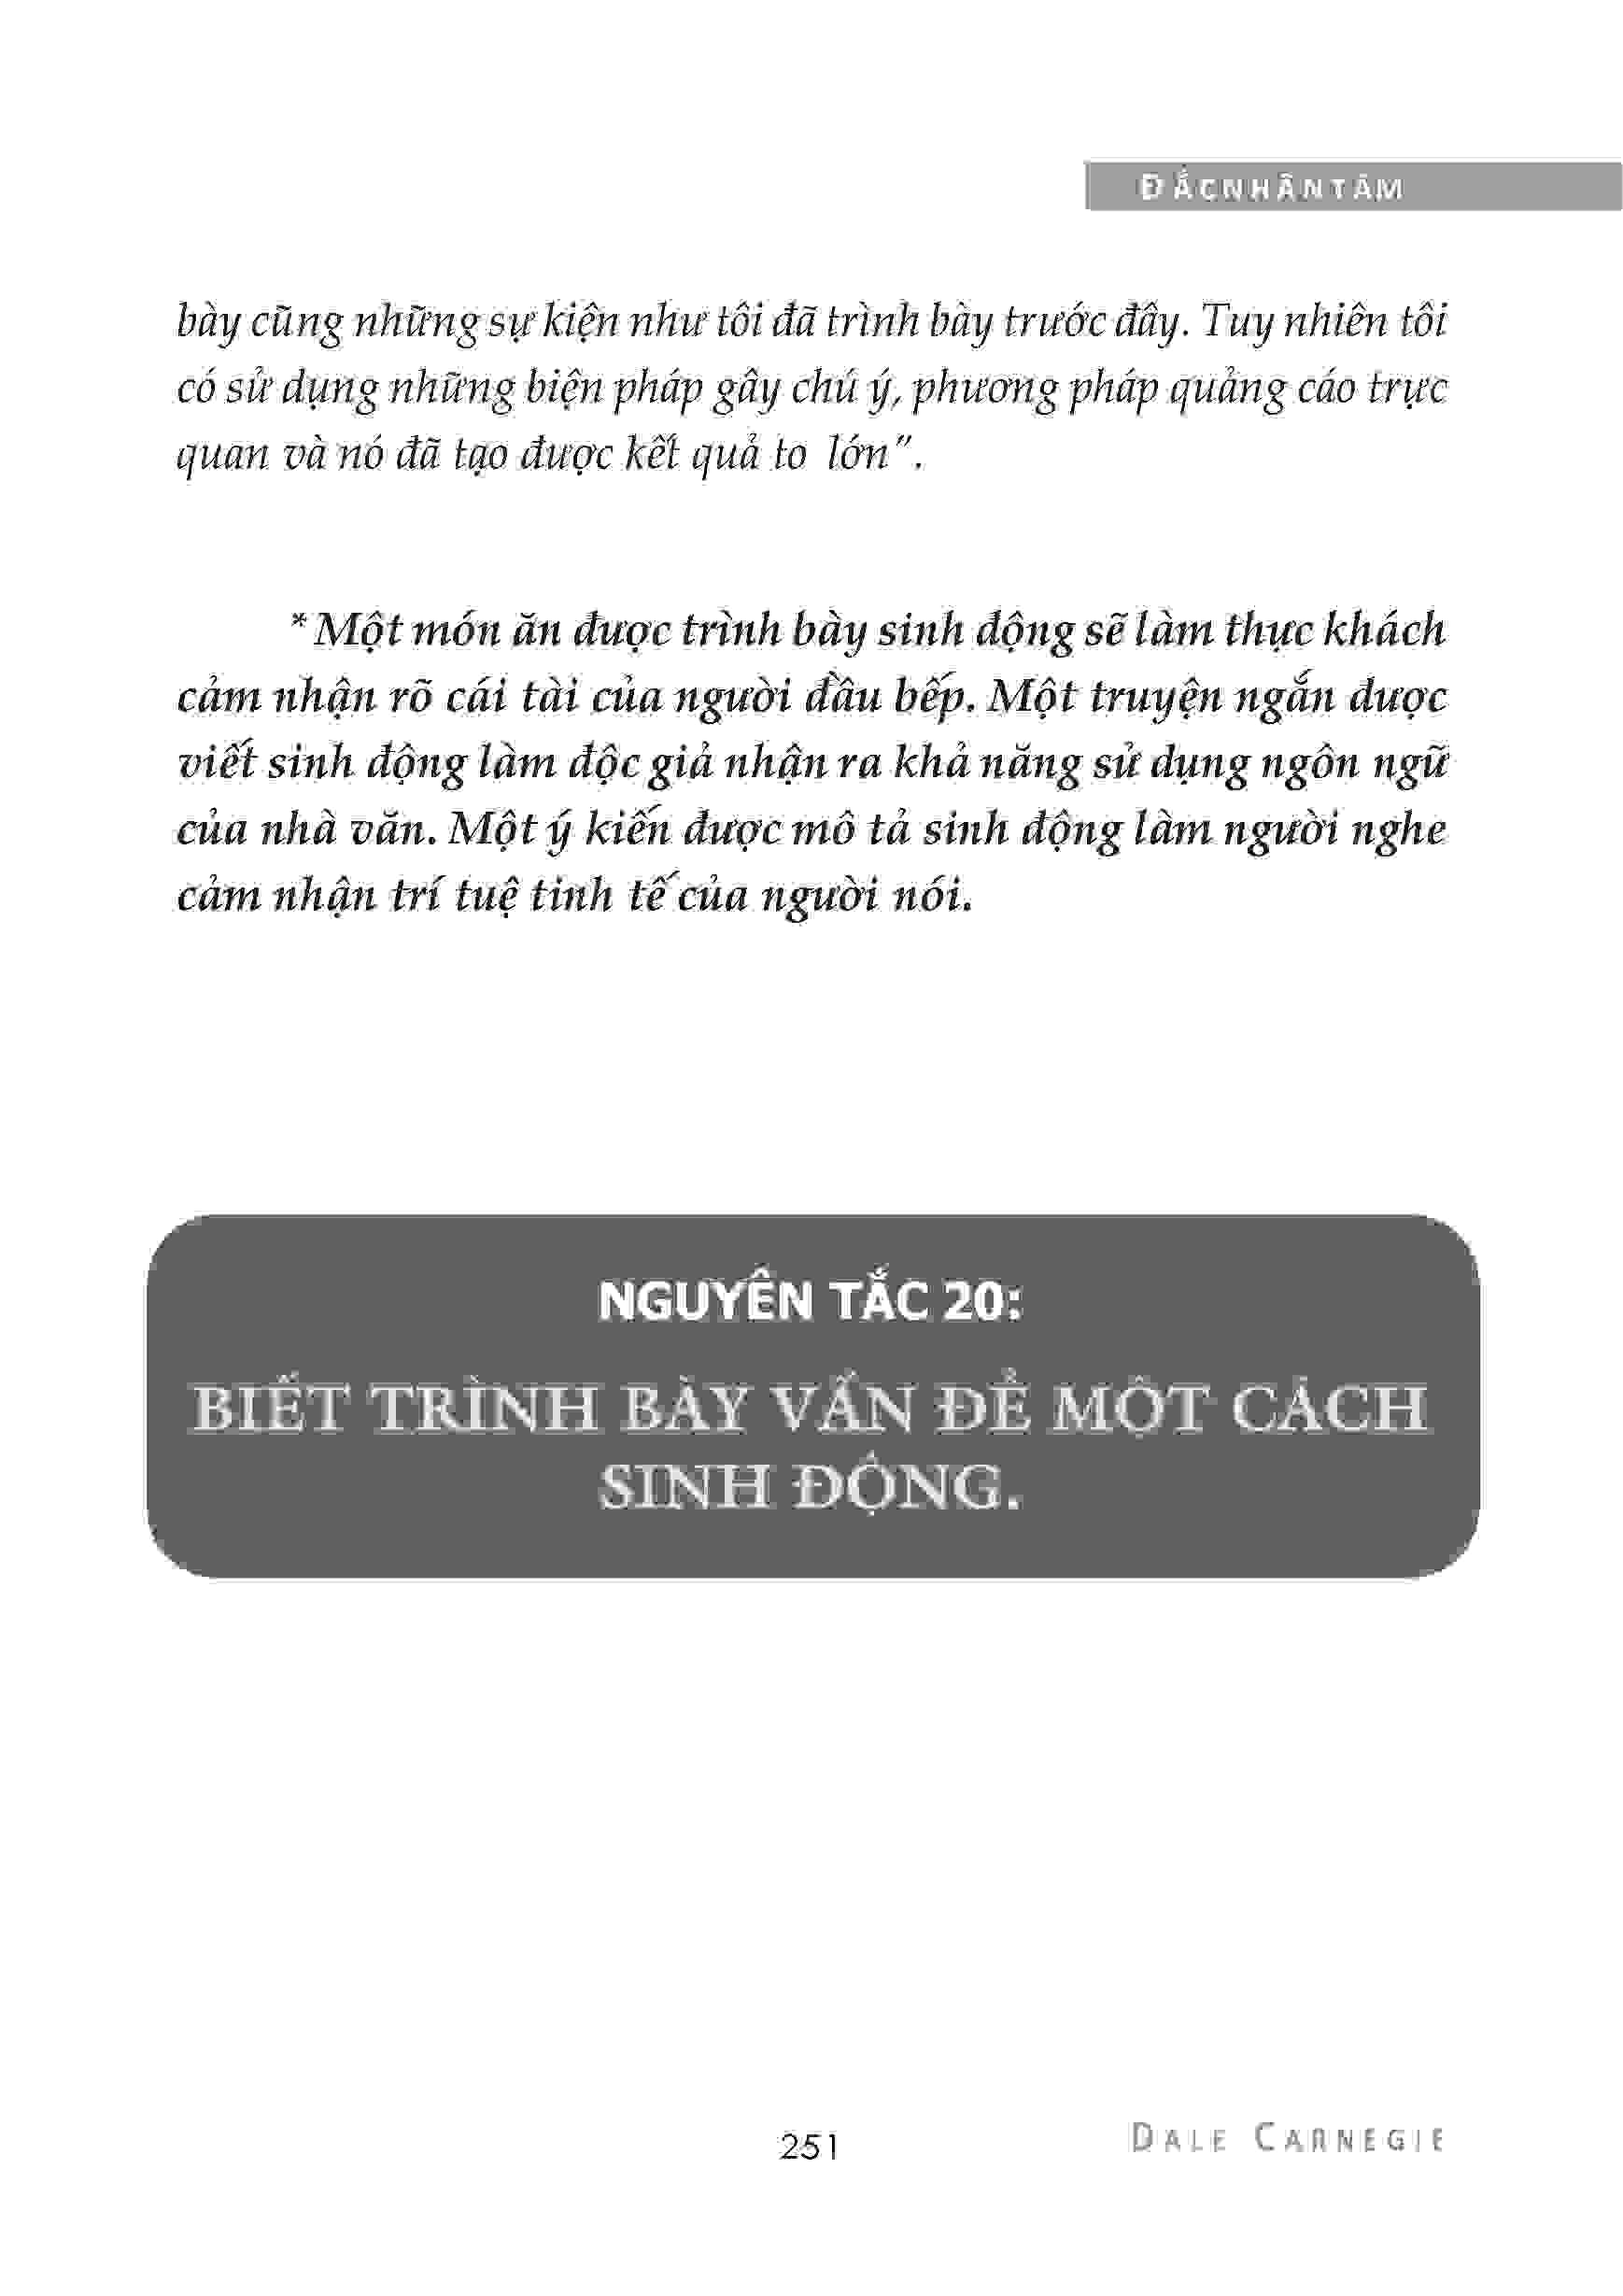 ĐẮCNHÂNTÂM
bày cũng những sự kiện như tôi đã trình bày trước đây. Tuy nhiên tôi
có sử dụng những biện pháp gây chú ý, phương pháp quảng cáo trực
quan và nó đã tạo được kết quả to lớn”.
* Một món ăn được trình bày sinh động sẽ làm thực khách
cảm nhận rõ cái tài của người đầu bếp. Một truyện ngắn dược
viết sinh động làm độc giả nhận ra khả năng sử dụng ngôn ngữ
của nhà văn. Một ý kiến được mô tả sinh động làm người nghe
cảm nhận trí tuệ tinh tế của người nói.
NGUYÊN TẮC 20:
BIẾT TRÌNH BÀY VẤN ĐỀ MỘT CÁCH
SINH ĐỘNG.
251
DALE CARNEGIE